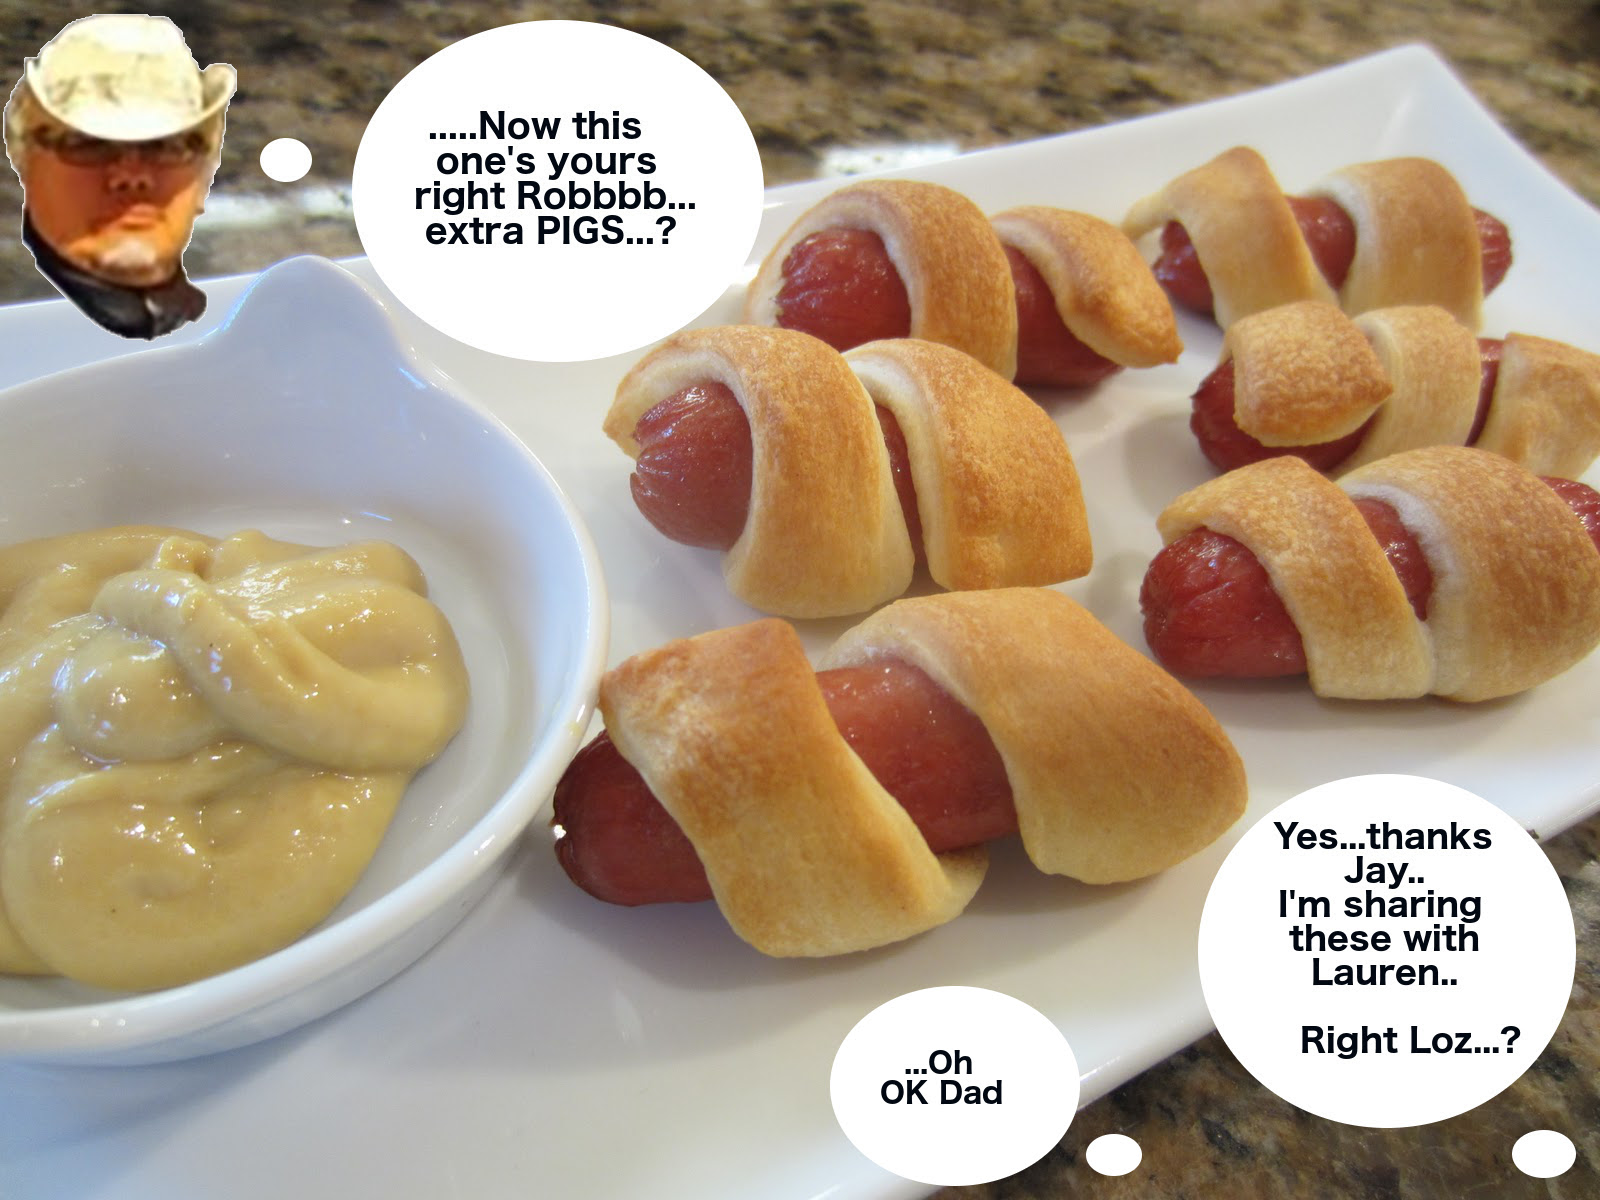 .....Now this
one's yours
right Robbbb...
extra PIGS...?
Yes...thanks
Jay..
I'm sharing
these with
Lauren..
Right Loz...?
...Oh
OK Dad